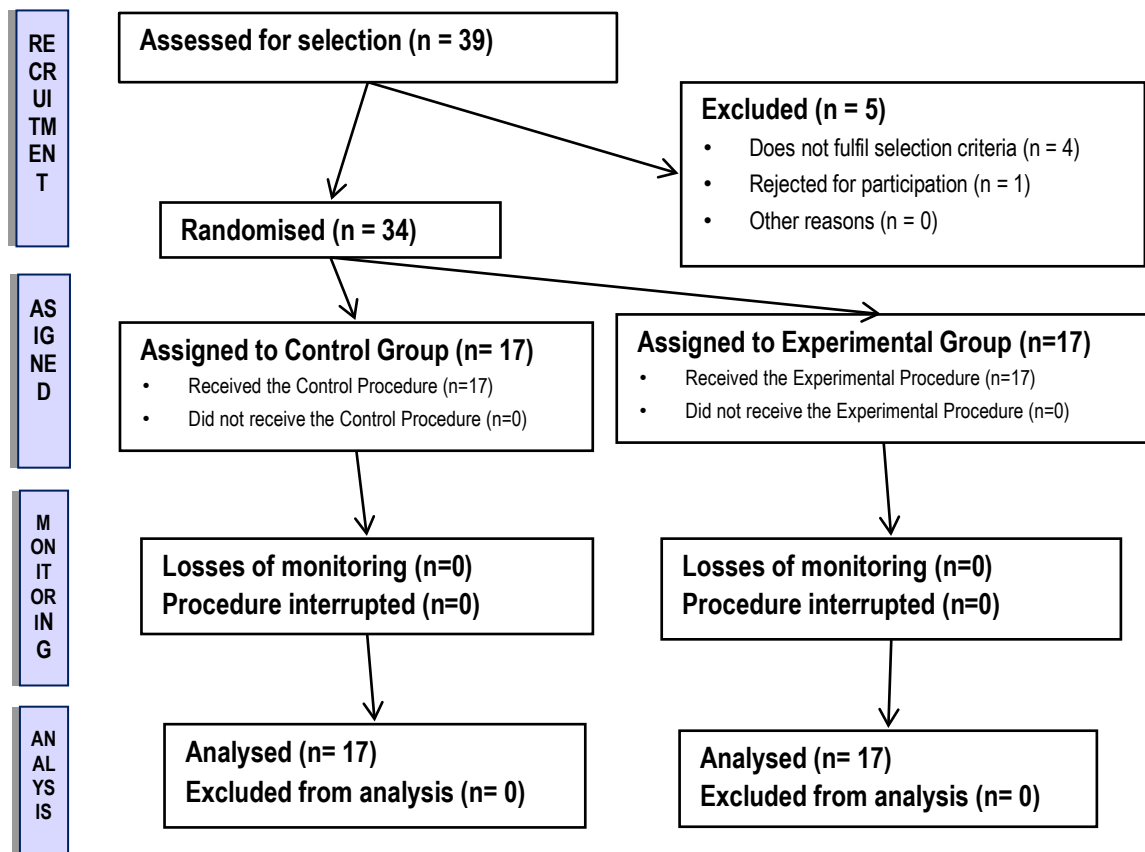 RE
CR
UI
TM
EN
T
Assessed for selection (n = 39)
Excluded (n = 5)
• Does not fulfil selection criteria (n = 4)
• Rejected for participation (n = 1)
• Other reasons (n = 0)
Randomised (n = 34)
AS
IG
NE
D
Assigned to Control Group (n= 17)
• Received the Control Procedure (n=17)
• Did not receive the Control Procedure (n=0)
Assigned to Experimental Group (n=17)
• Received the Experimental Procedure (n=17)
• Did not receive the Experimental Procedure (n=0)
M
ON
IT
OR
IN
G
Losses of monitoring (n=0)
Procedure interrupted (n=0)
Losses of monitoring (n=0)
Procedure interrupted (n=0)
AN
AL
YS
IS
Analysed (n= 17)
Excluded from analysis (n= 0)
Analysed (n= 17)
Excluded from analysis (n= 0)